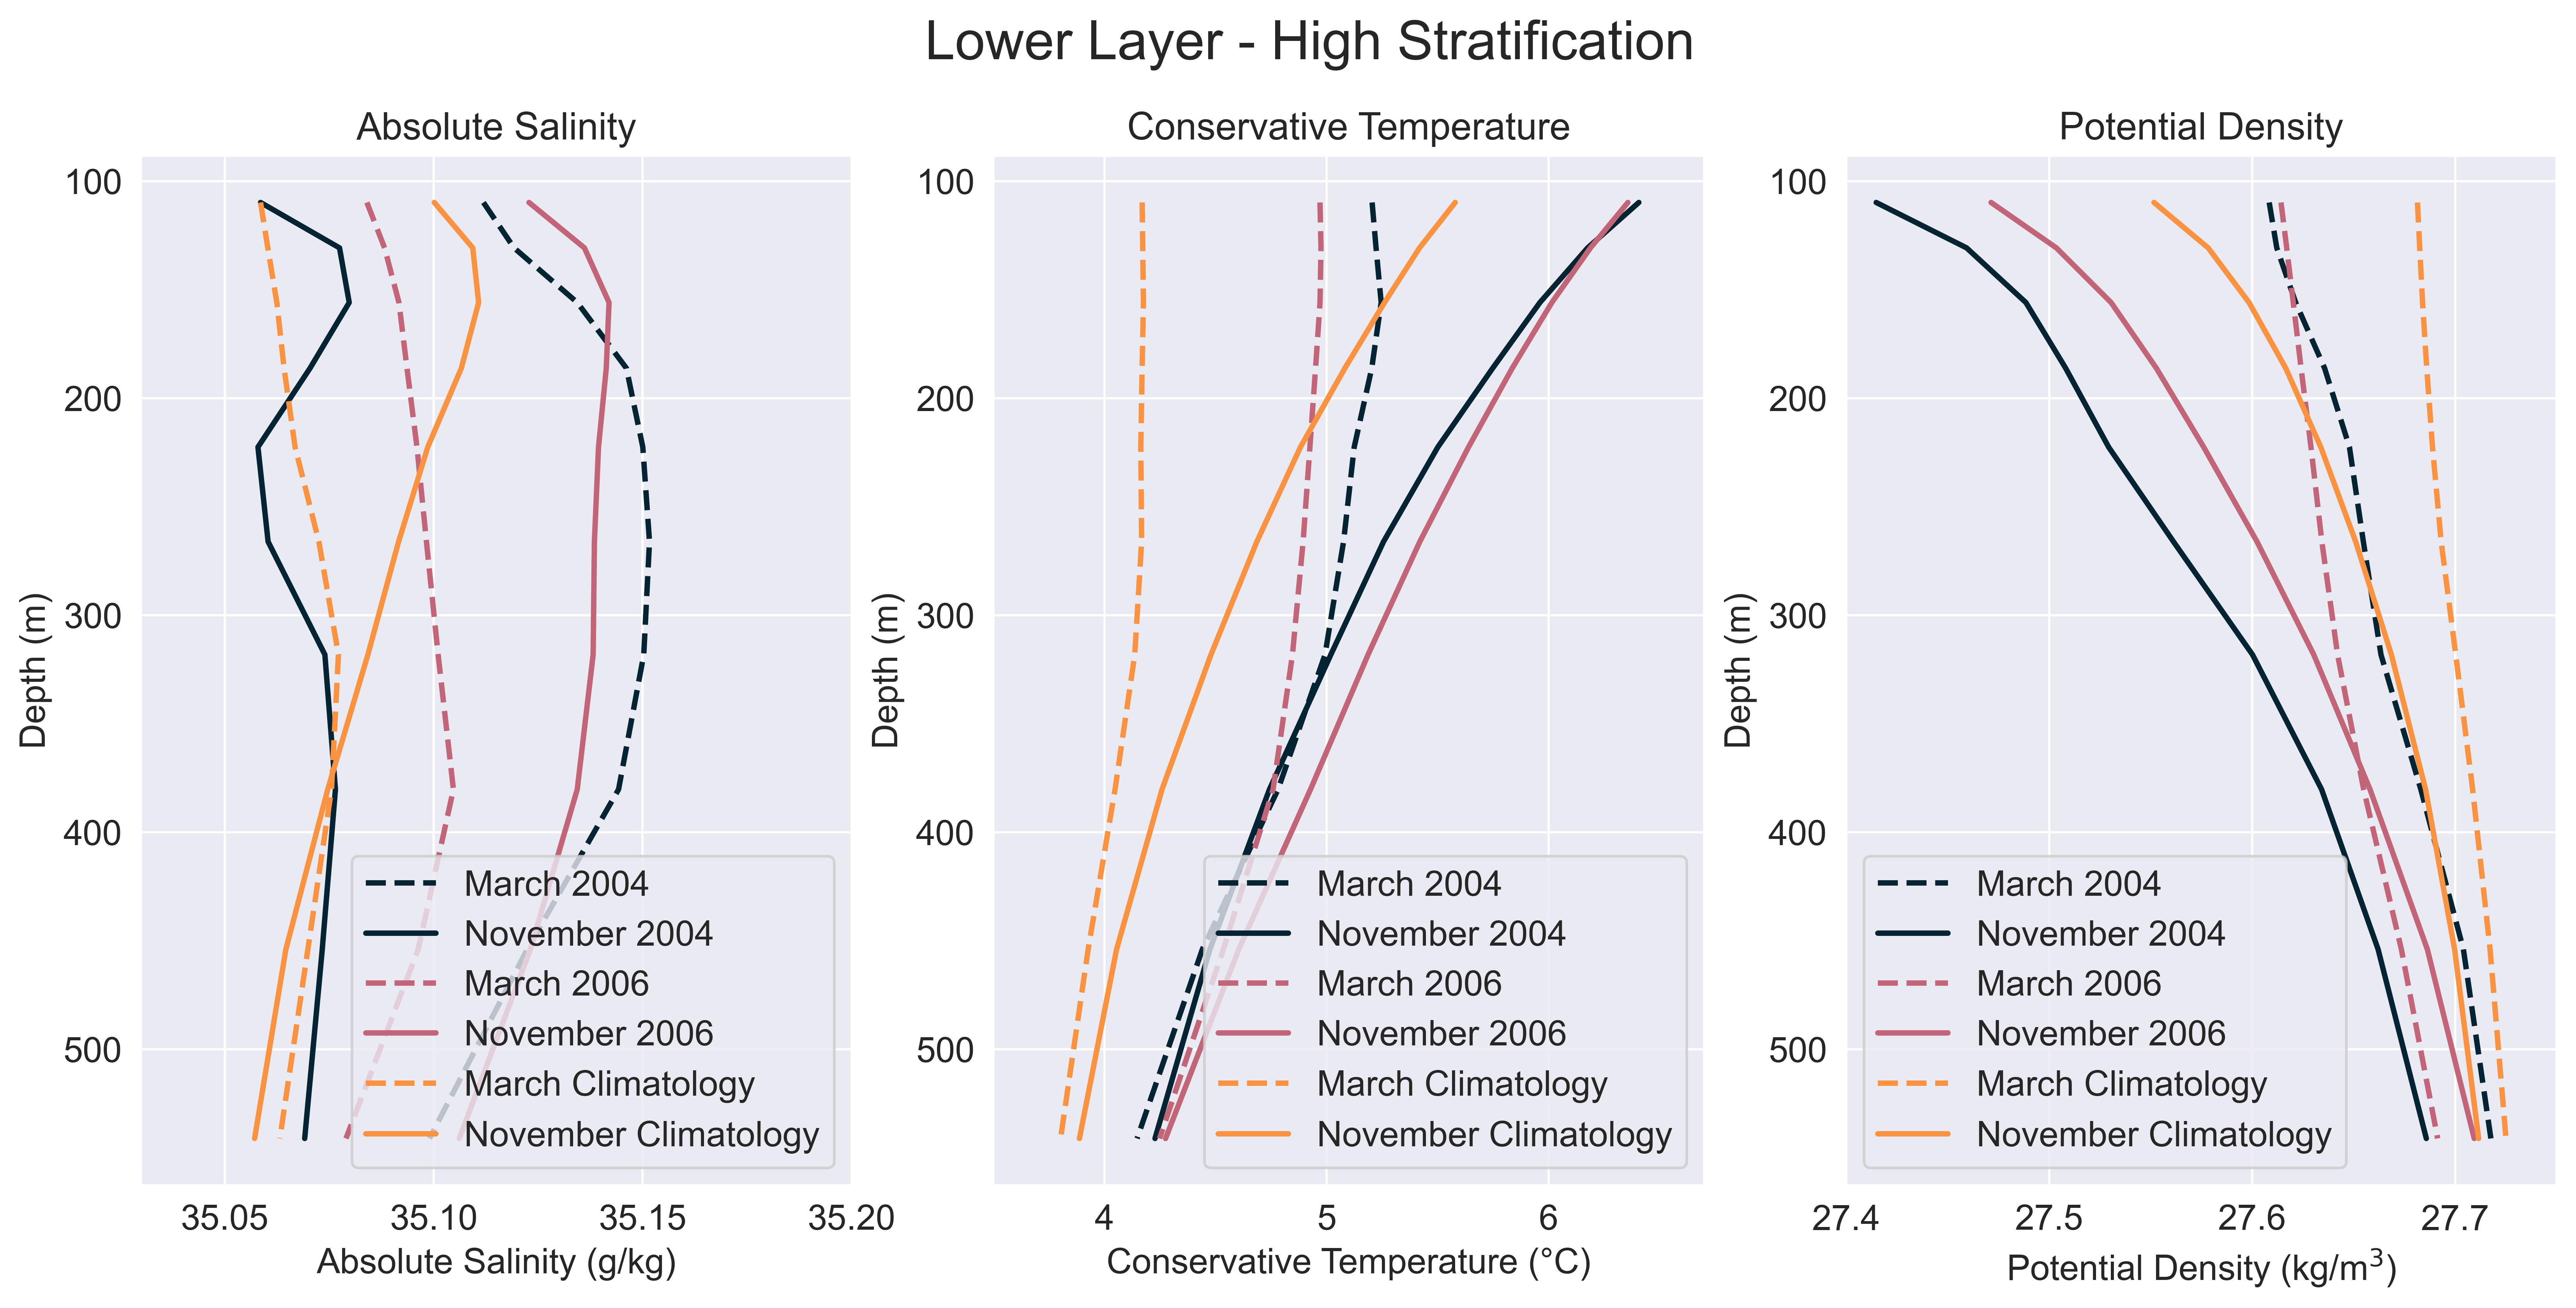 Lower Layer - High Stratification
Absolute Salinity
100
200
300
400
500
Depth (m)
March 2004
November 2004
March 2006
November 2006
March Climatology
November Climatology
35.05 35.10 35.15 35.20
Absolute Salinity (g/kg)
Conservative Temperature
100
200
300
400
500
Depth (m)
March 2004
November 2004
March 2006
November 2006
March Climatology
November Climatology
4 5 6
Conservative Temperature (°C)
Potential Density
100
200
300
400
500
Depth (m)
March 2004
November 2004
March 2006
November 2006
March Climatology
November Climatology
27.4 27.5 27.6 27.7
Potential Density (kg/m³)